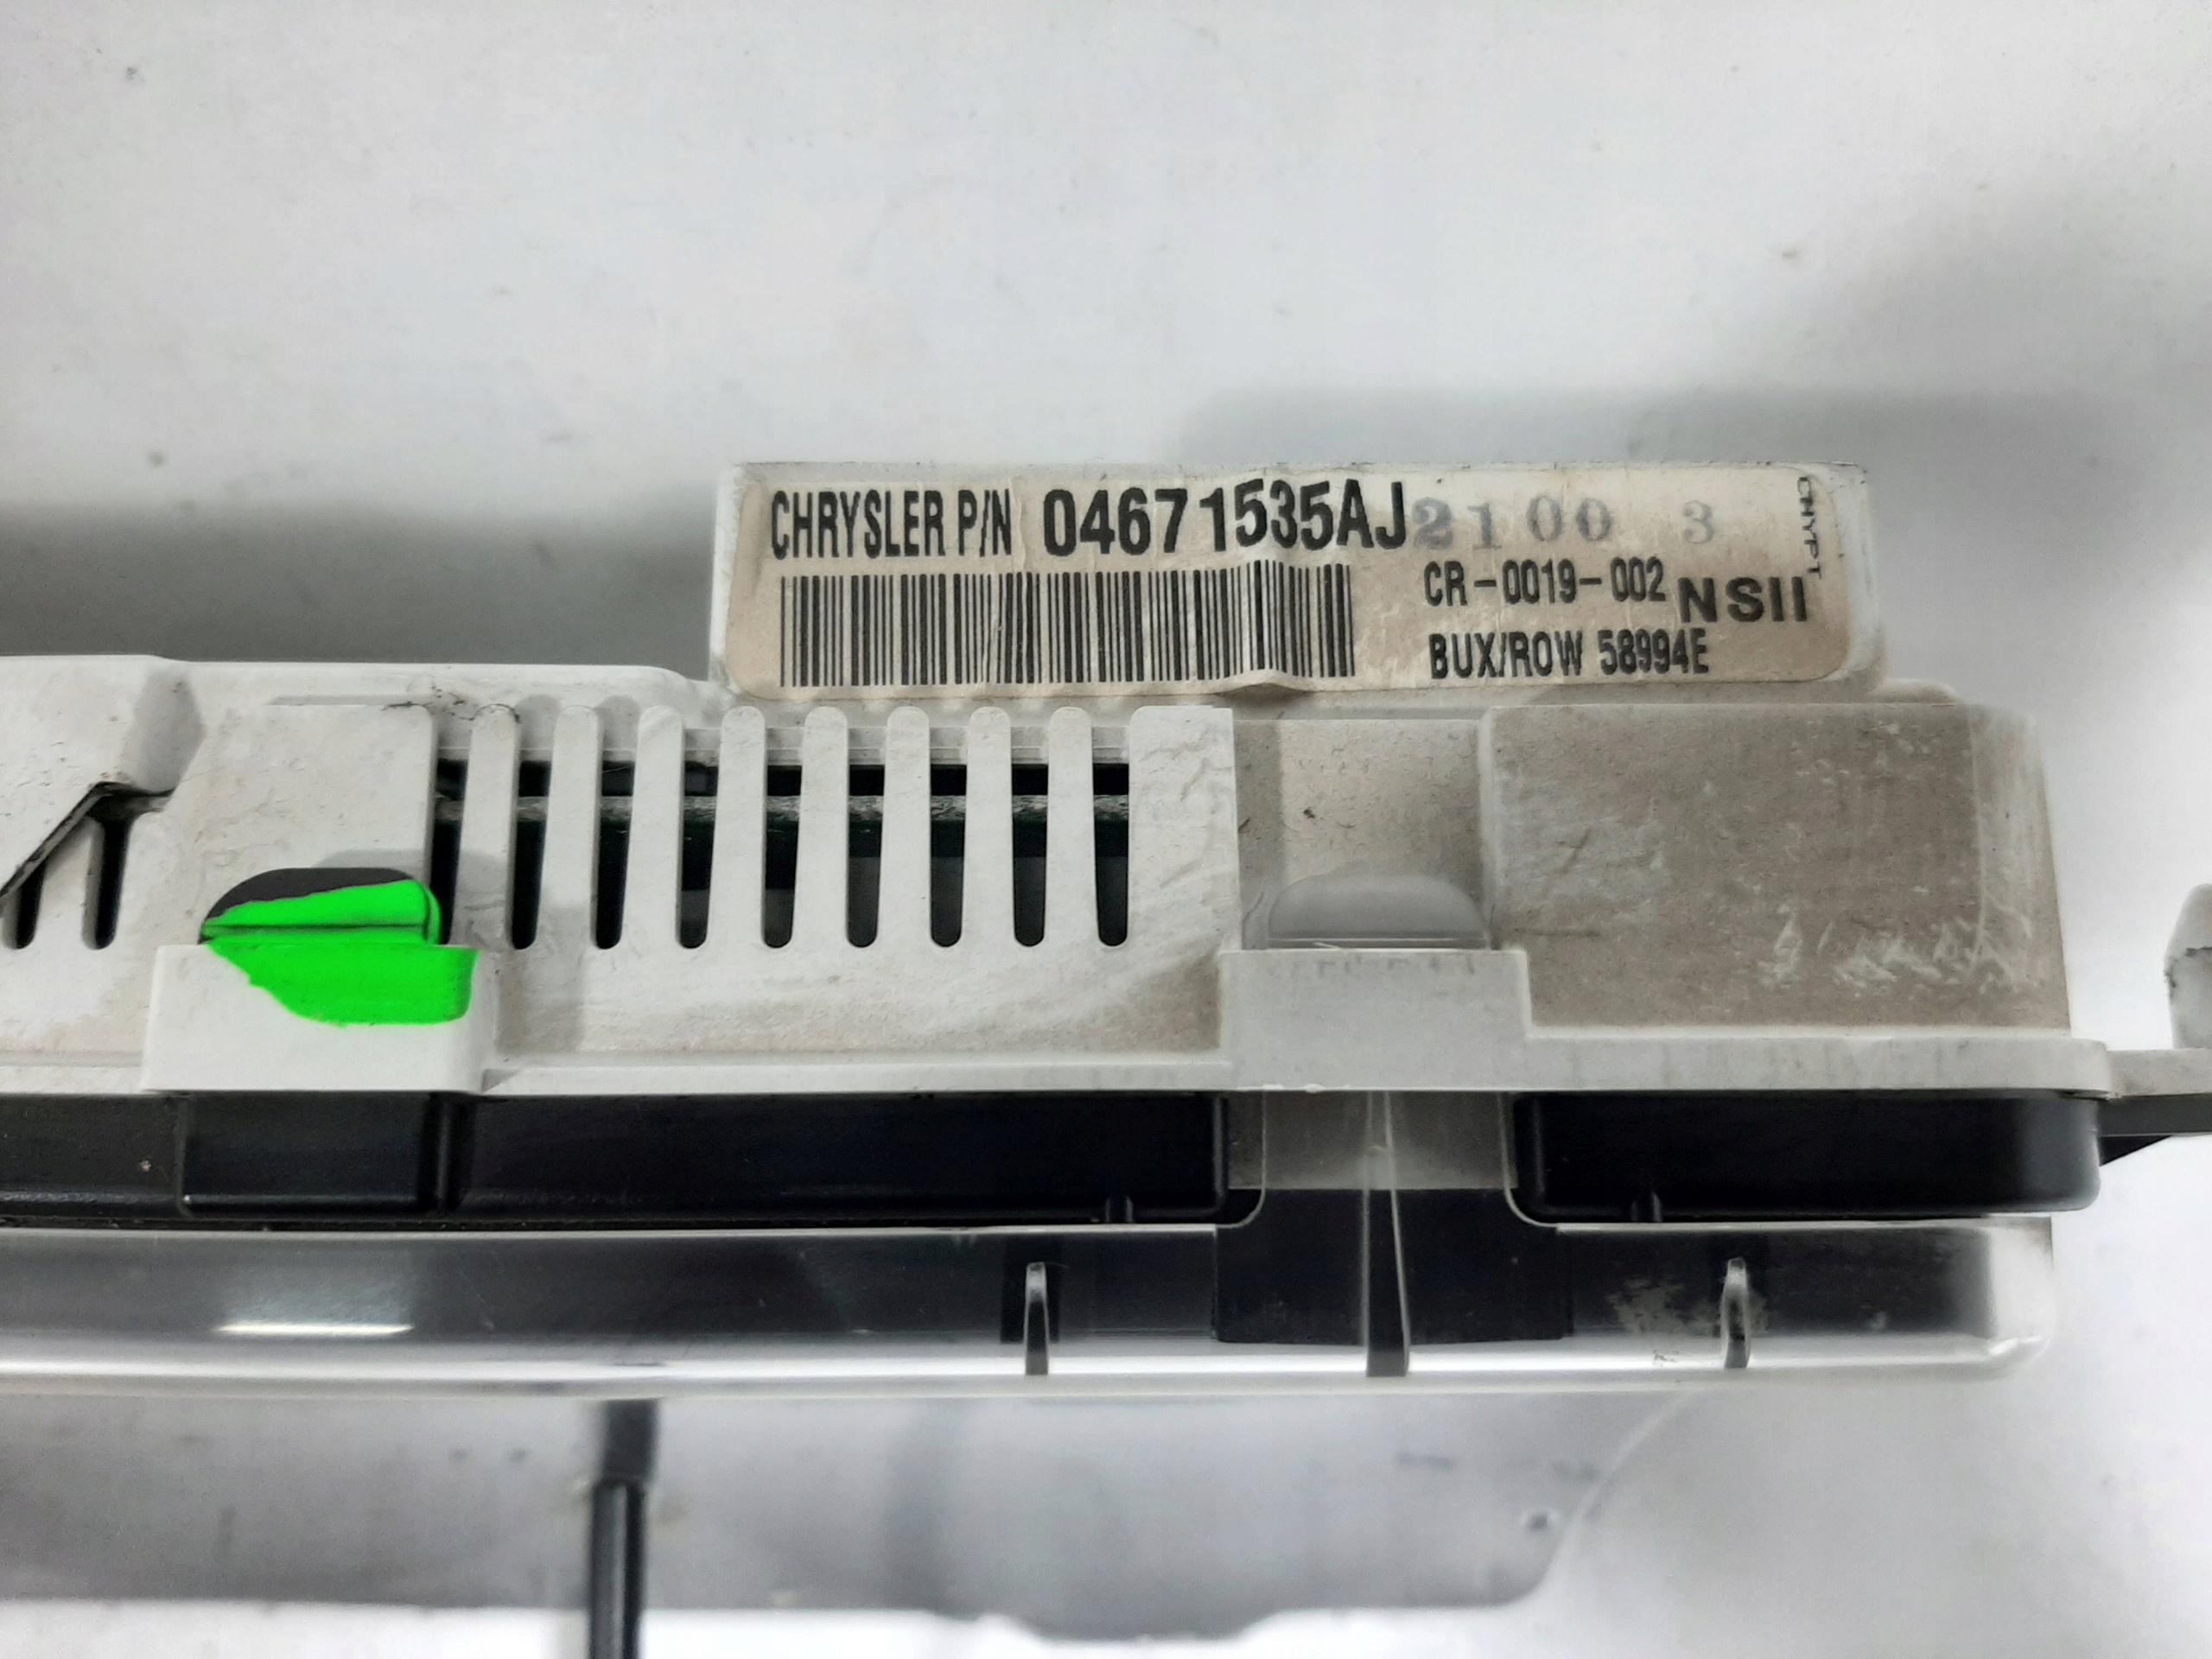 CHRYSLER P/N 04671535AJ 2100 3
CR-0019-002 NSII
BUX/ROW 58994E